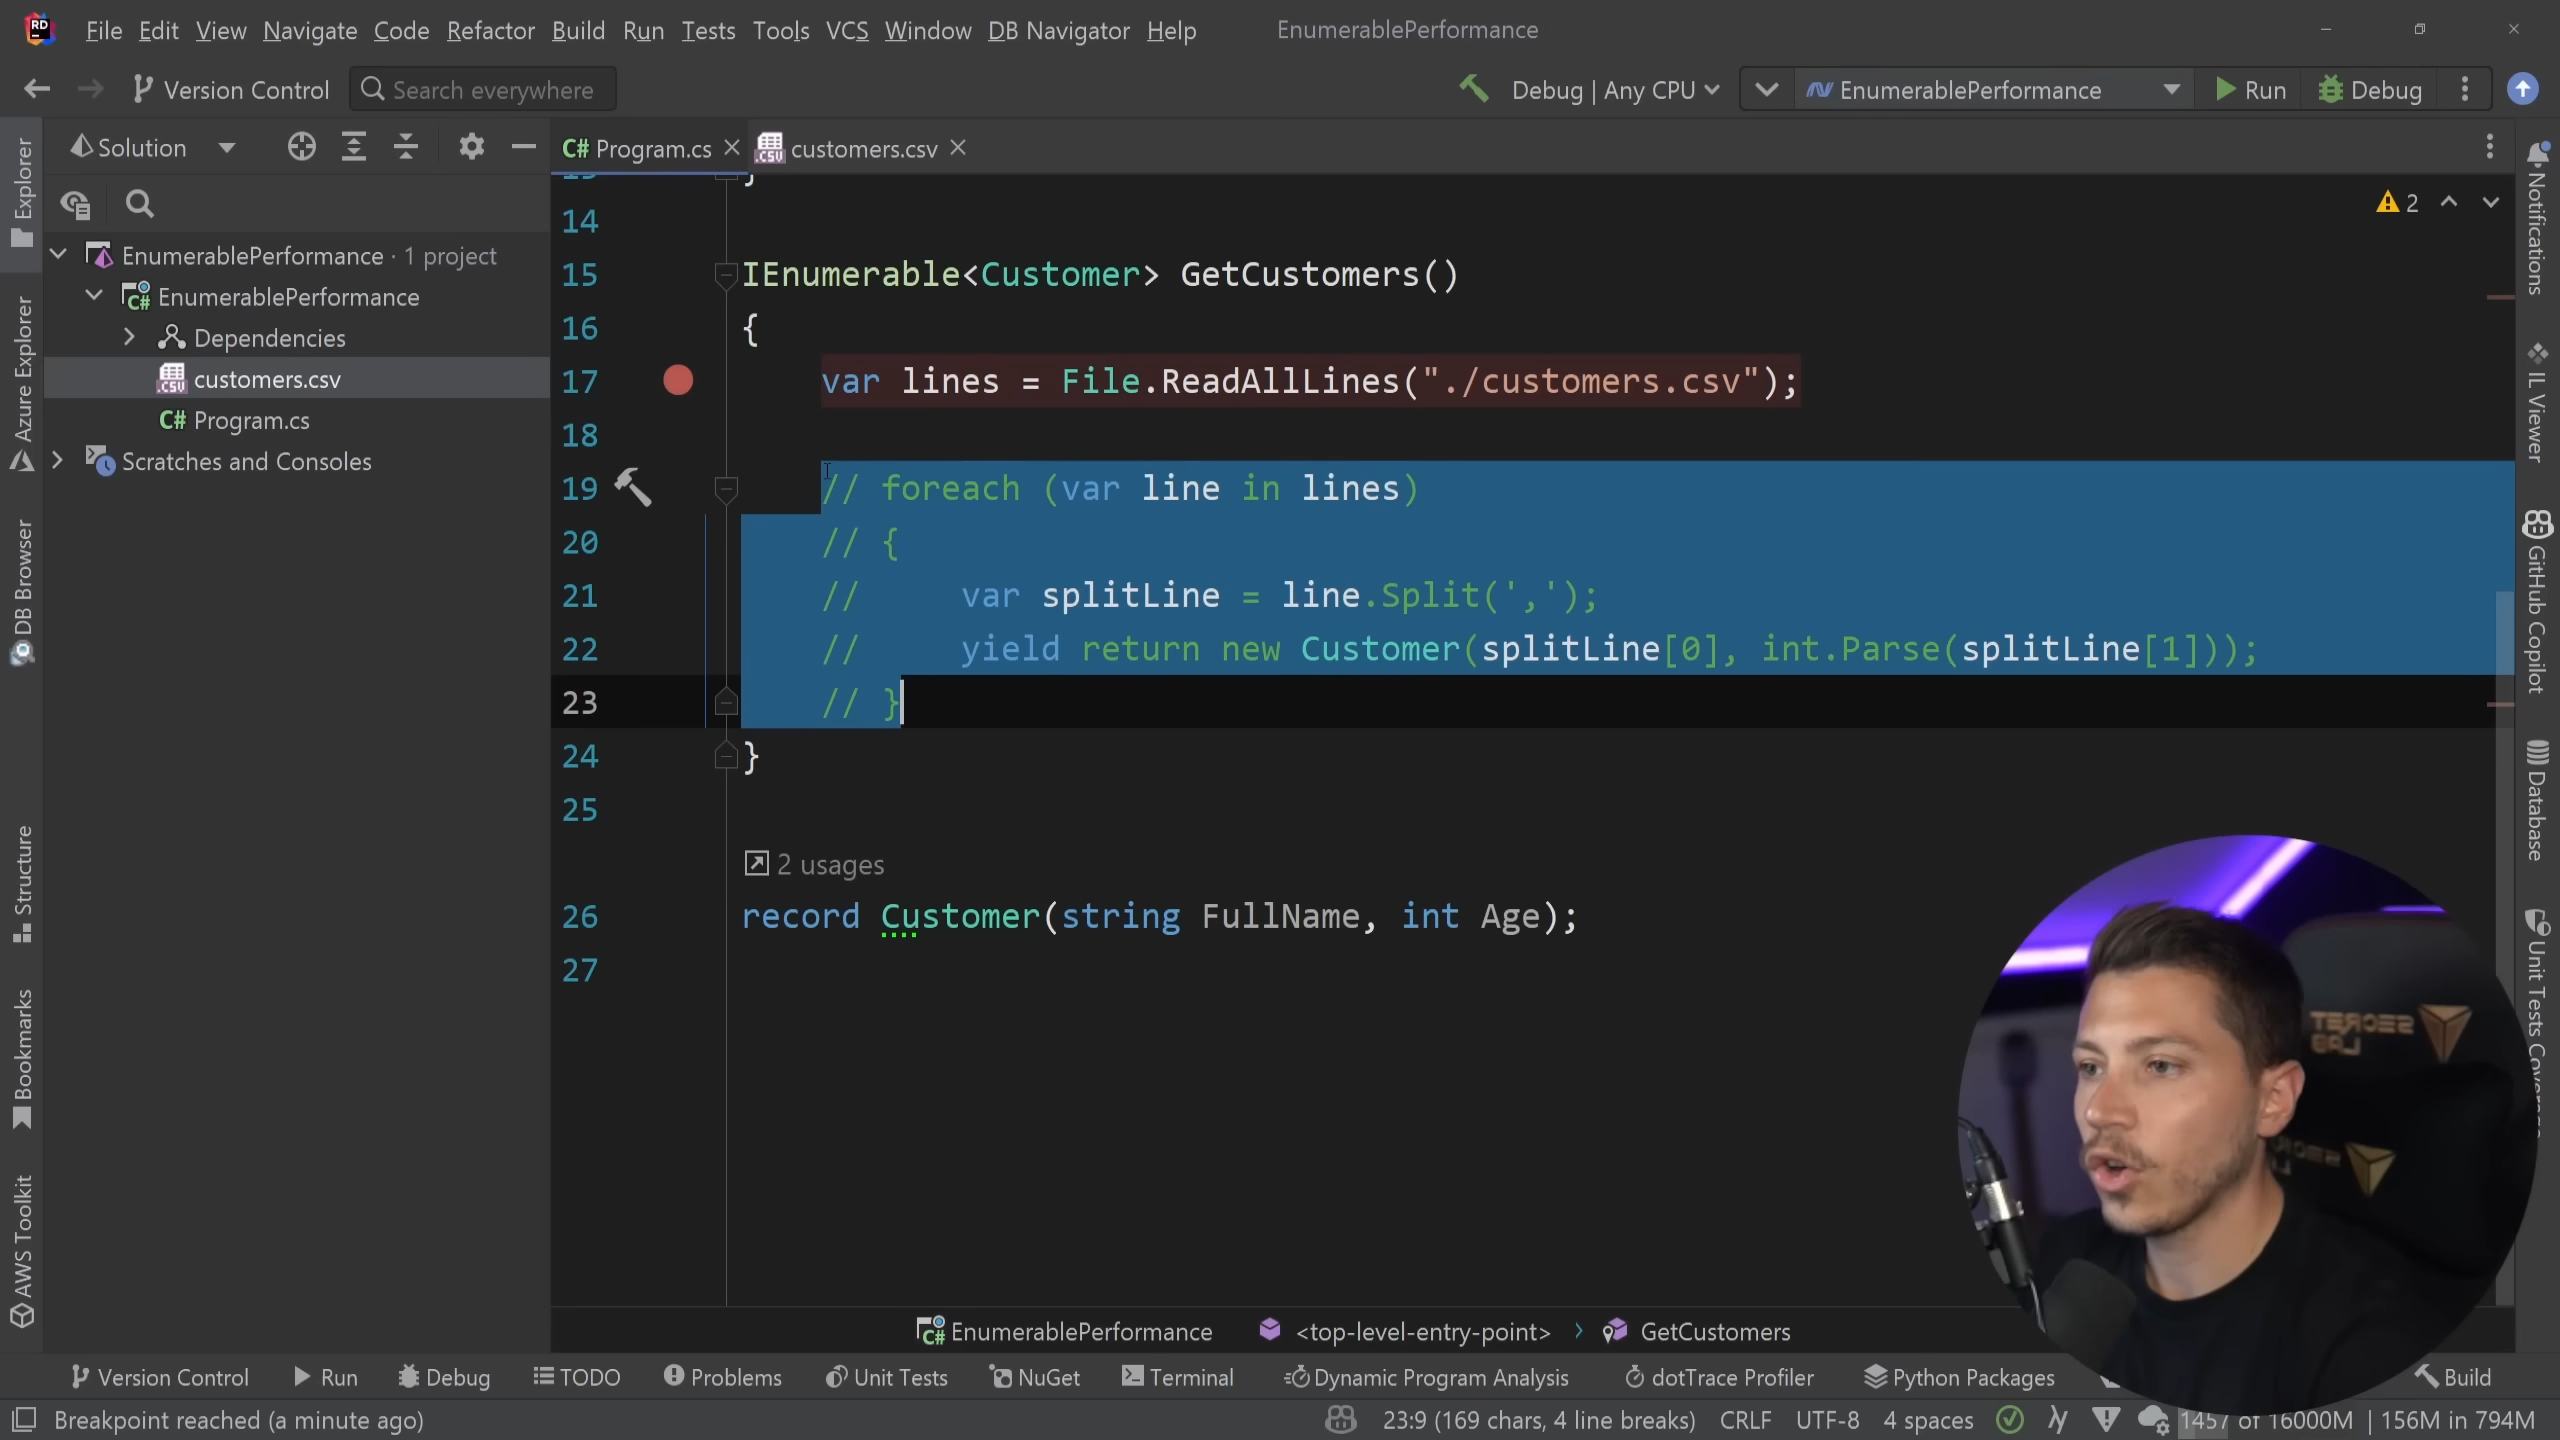 RD
File Edit View Navigate Code Refactor Build Run Tests Tools VCS Window DB Navigator Help
EnumerablePerformance
Version Control
Search everywhere
Debug | Any CPU
EnumerablePerformance
Run
Debug
Explorer
Azure Explorer
DB Browser
Structure
Bookmarks
AWS Toolkit
Solution
EnumerablePerformance · 1 project
C# EnumerablePerformance
Dependencies
customers.csv
C# Program.cs
Scratches and Consoles
C# Program.cs
customers.csv
2
14
15 IEnumerable<Customer> GetCustomers()
16 {
17 var lines = File.ReadAllLines("./customers.csv");
18
19 // foreach (var line in lines)
20 // {
21 // var splitLine = line.Split(',');
22 // yield return new Customer(splitLine[0], int.Parse(splitLine[1]));
23 // }
24 }
25
2 usages
26 record Customer(string FullName, int Age);
27
Notifications
IL Viewer
GitHub Copilot
Database
Unit Tests
SECRET
LAB
C# EnumerablePerformance
<top-level-entry-point> › GetCustomers
Version Control
Run
Debug
TODO
Problems
Unit Tests
NuGet
Terminal
Dynamic Program Analysis
dotTrace Profiler
Python Packages
Build
Breakpoint reached (a minute ago)
23:9 (169 chars, 4 line breaks)
CRLF
UTF-8
4 spaces
1457 of 16000M
156M in 794M